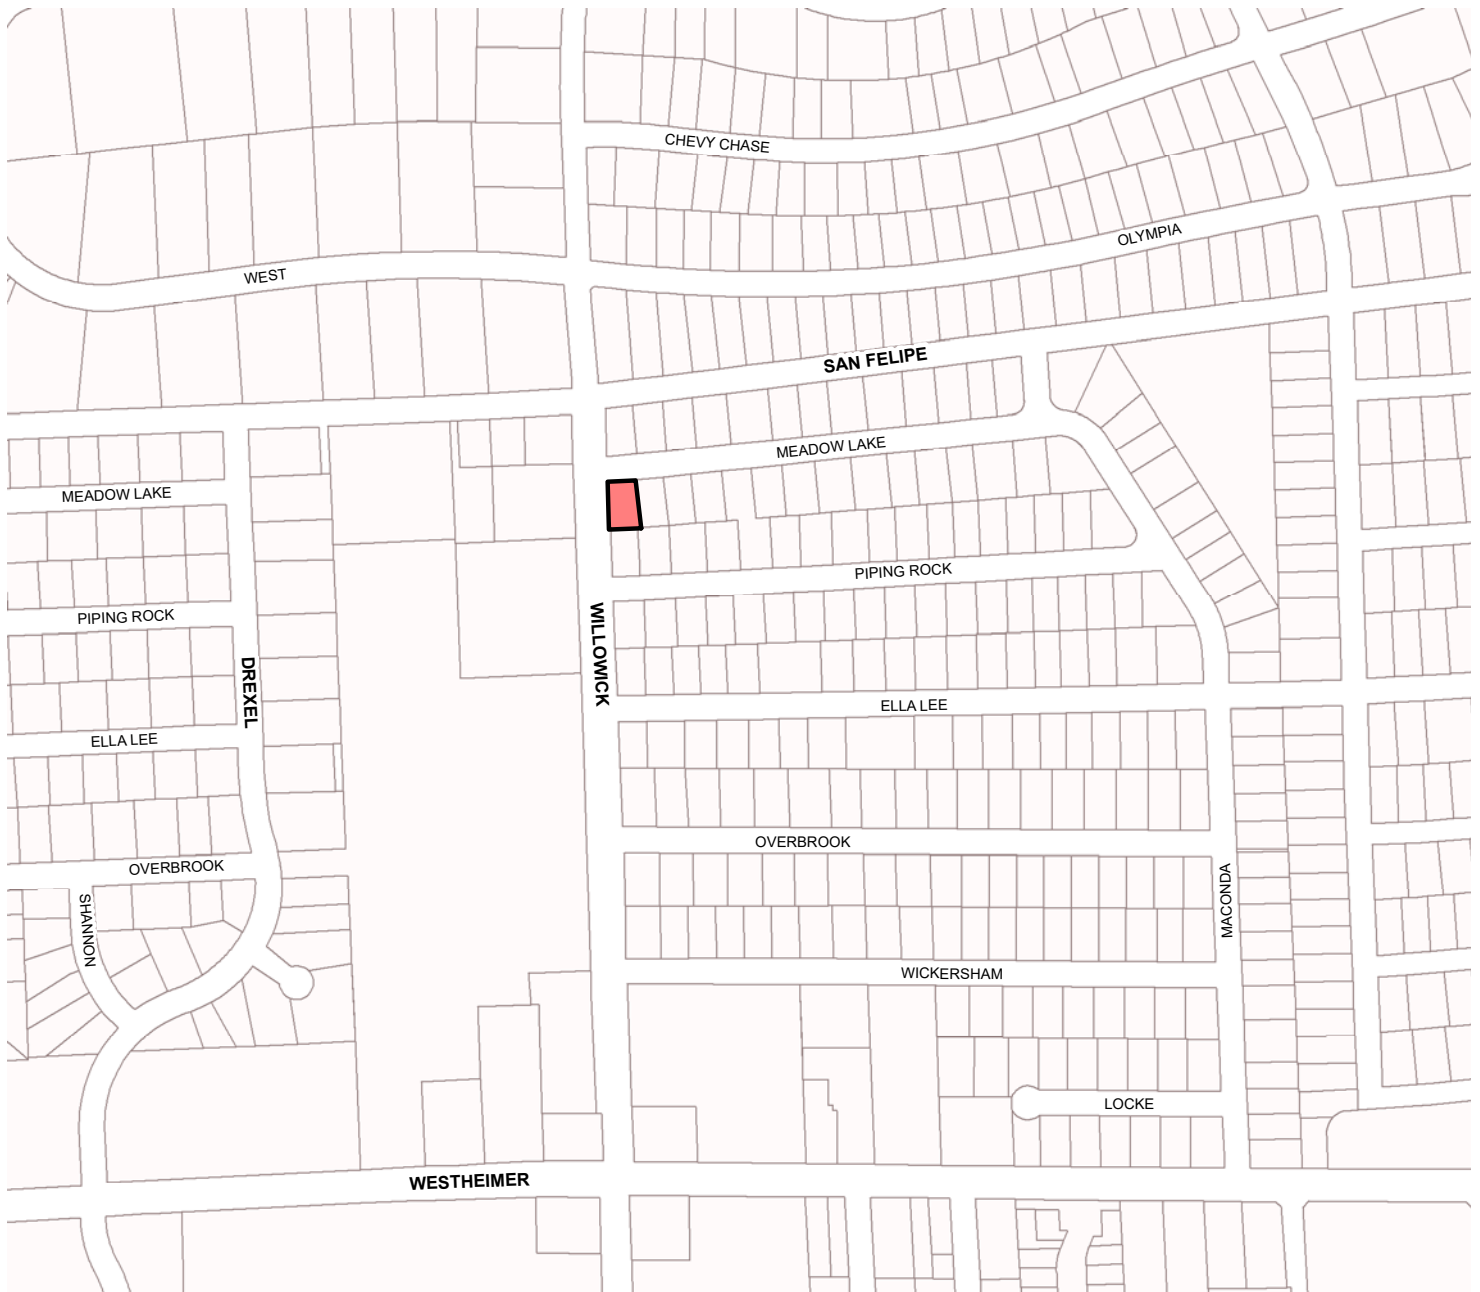 CHEVY CHASE
OLYMPIA
WEST
SAN FELIPE
MEADOW LAKE
MEADOW LAKE
PIPING ROCK
PIPING ROCK
WILLOWICK
DREXEL
ELLA LEE
ELLA LEE
OVERBROOK
OVERBROOK
SHANNON
MACONDA
WICKERSHAM
LOCKE
WESTHEIMER